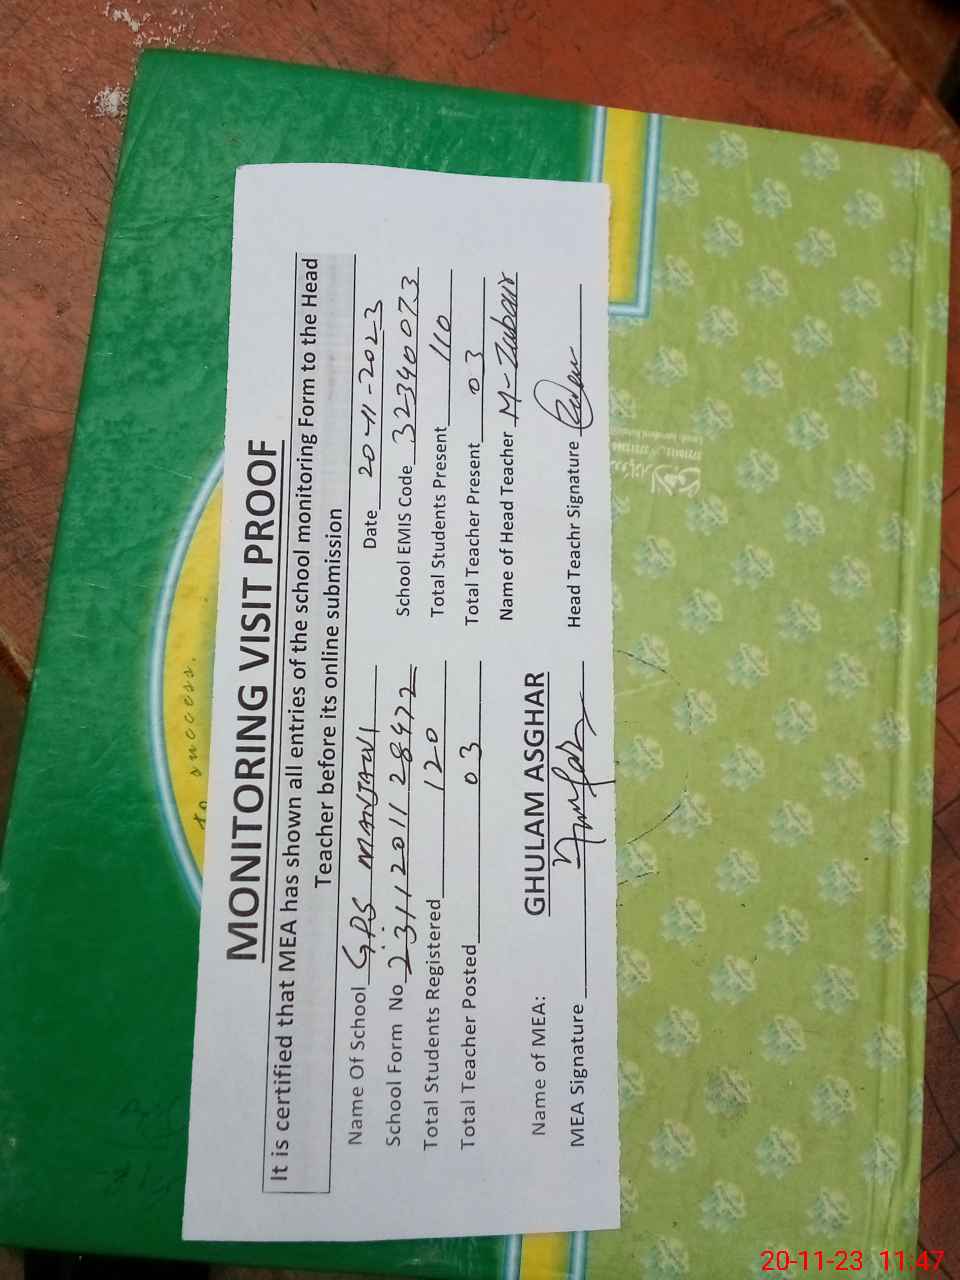 to success.
MONITORING VISIT PROOF
It is certified that MEA has shown all entries of the school monitoring Form to the Head
Teacher before its online submission
Name Of School GPS MANJAWI Date 20-11-2023
School Form No 2311201128422 School EMIS Code 32340073
Total Students Registered 120 Total Students Present 110
Total Teacher Posted 03 Total Teacher Present 03
Name of Head Teacher M-Zubair
Name of MEA: GHULAM ASGHAR
MEA Signature Head Teachr Signature
20-11-23 11:47